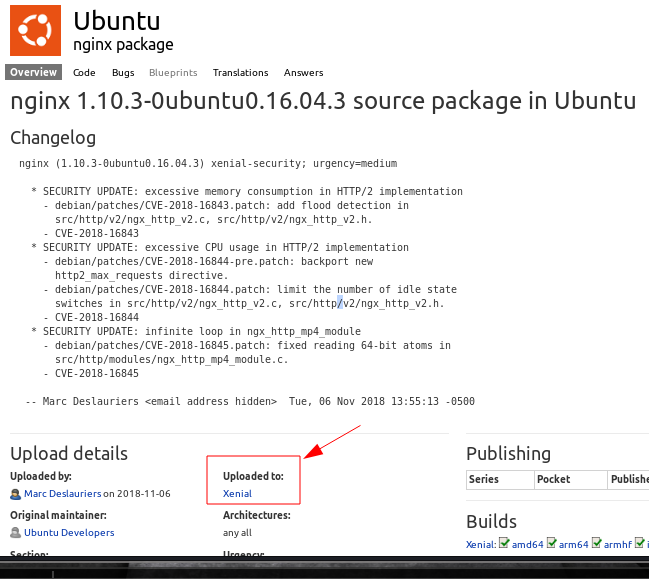 Ubuntu
nginx package
Overview Code Bugs Blueprints Translations Answers
nginx 1.10.3-0ubuntu0.16.04.3 source package in Ubuntu
Changelog
nginx (1.10.3-0ubuntu0.16.04.3) xenial-security; urgency=medium
* SECURITY UPDATE: excessive memory consumption in HTTP/2 implementation
- debian/patches/CVE-2018-16843.patch: add flood detection in
src/http/v2/ngx_http_v2.c, src/http/v2/ngx_http_v2.h.
- CVE-2018-16843
* SECURITY UPDATE: excessive CPU usage in HTTP/2 implementation
- debian/patches/CVE-2018-16844-pre.patch: backport new
http2_max_requests directive.
- debian/patches/CVE-2018-16844.patch: limit the number of idle state
switches in src/http/v2/ngx_http_v2.c, src/http/v2/ngx_http_v2.h.
- CVE-2018-16844
* SECURITY UPDATE: infinite loop in ngx_http_mp4_module
- debian/patches/CVE-2018-16845.patch: fixed reading 64-bit atoms in
src/http/modules/ngx_http_mp4_module.c.
- CVE-2018-16845
-- Marc Deslauriers <email address hidden>  Tue, 06 Nov 2018 13:55:13 -0500
Upload details
Uploaded by:
Marc Deslauriers on 2018-11-06
Original maintainer:
Ubuntu Developers
Section:
Uploaded to:
Xenial
Architectures:
any all
Urgency:
Publishing
Series Pocket Publishe
Builds
Xenial: amd64 arm64 armhf i